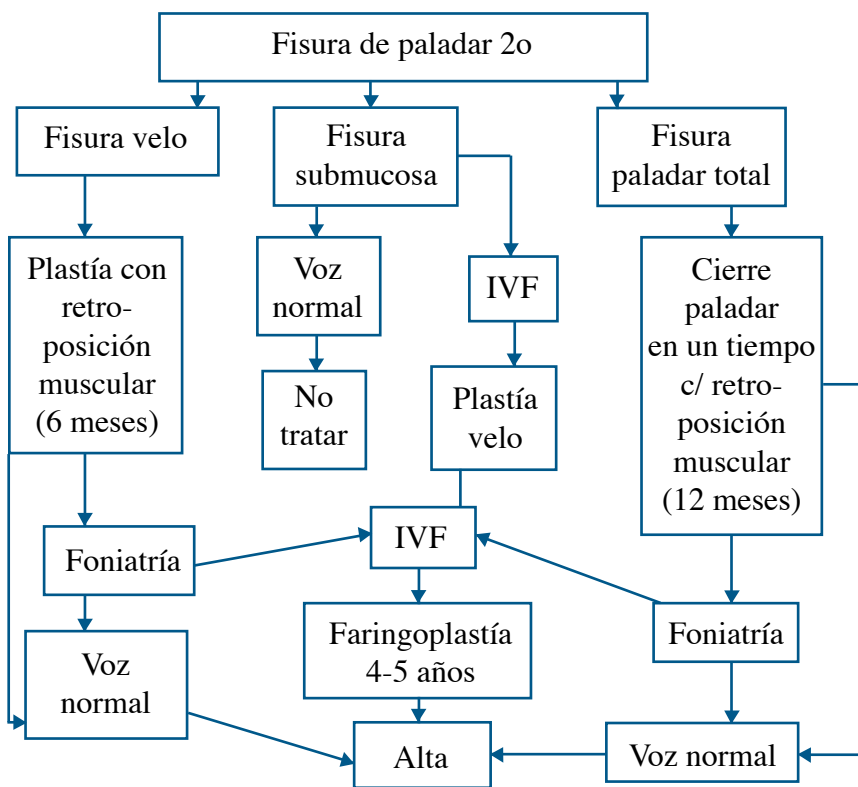 Fisura de paladar 2o
Fisura velo
Fisura
submucosa
Fisura
paladar total
Plastía con
retro-
posición
muscular
(6 meses)
Voz
normal
IVF
Cierre
paladar
en un tiempo
c/ retro-
posición
muscular
(12 meses)
No
tratar
Plastía
velo
Foniatría
IVF
Voz
normal
Faringoplastía
4-5 años
Foniatría
Alta
Voz normal